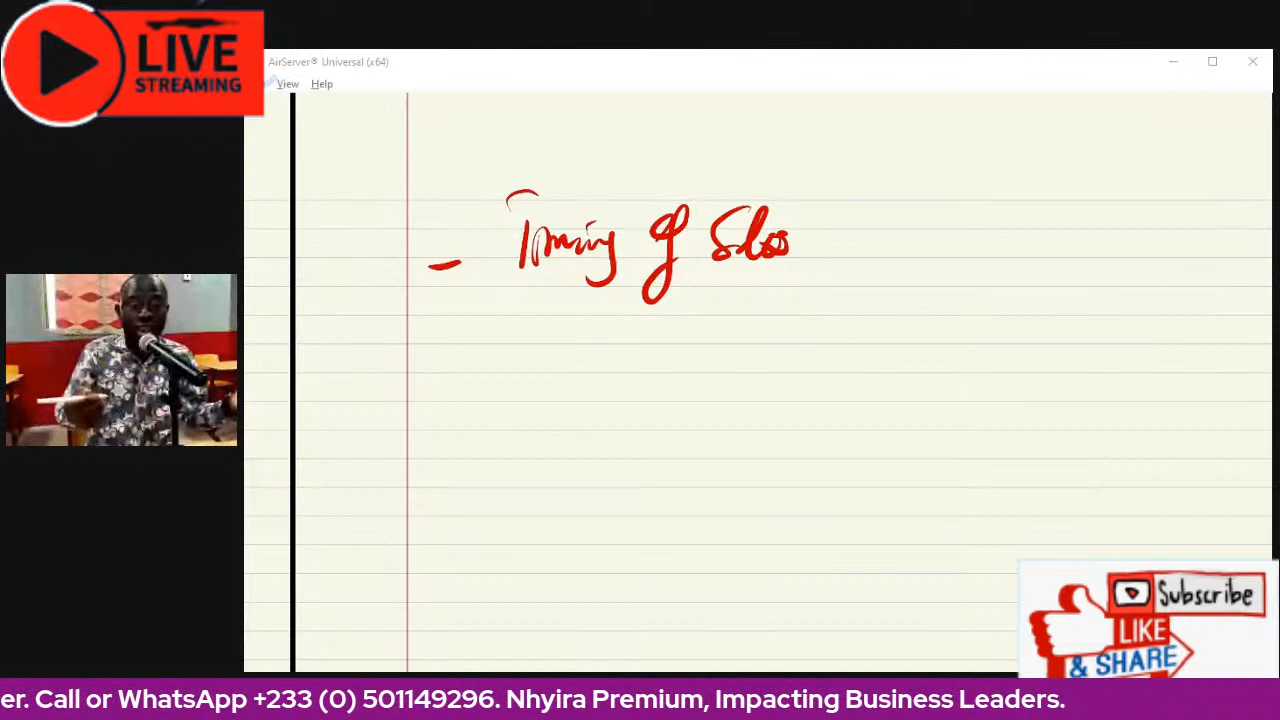 LIVE
STREAMING
AirServer® Universal (x64)
View Help
- Timing of
Subscribe
LIKE
& SHARE
er. Call or WhatsApp +233 (0) 501149296. Nhyira Premium, Impacting Business Leaders.